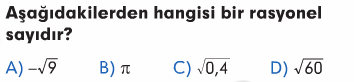 Aşağıdakilerden hangisi bir rasyonel
sayıdır?
A) −√9 B) π C) √0,4 D) √60